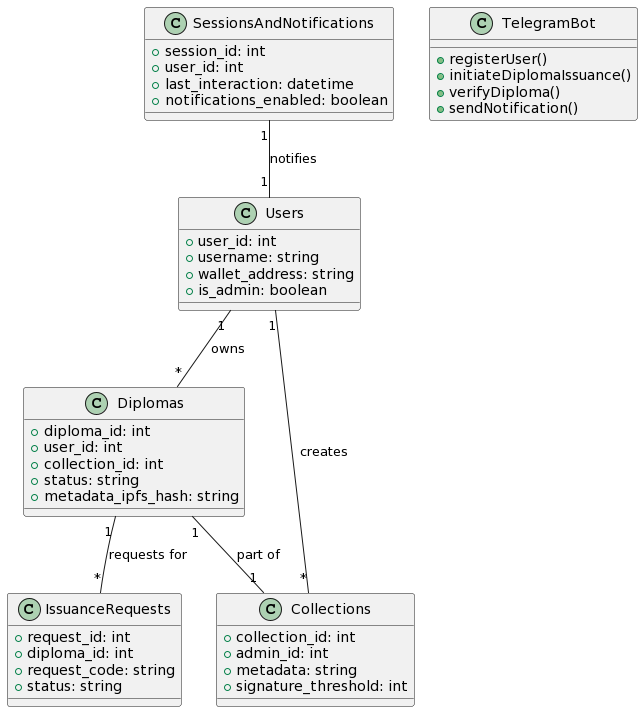 C SessionsAndNotifications
session_id: int
user_id: int
last_interaction: datetime
notifications_enabled: boolean
C TelegramBot
registerUser()
initiateDiplomaIssuance()
verifyDiploma()
sendNotification()
1
notifies
1
C Users
user_id: int
username: string
wallet_address: string
is_admin: boolean
1
1
owns
*
C Diplomas
diploma_id: int
user_id: int
collection_id: int
status: string
metadata_ipfs_hash: string
creates
1
1
requests for
part of
*
1
*
C IssuanceRequests
request_id: int
diploma_id: int
request_code: string
status: string
C Collections
collection_id: int
admin_id: int
metadata: string
signature_threshold: int